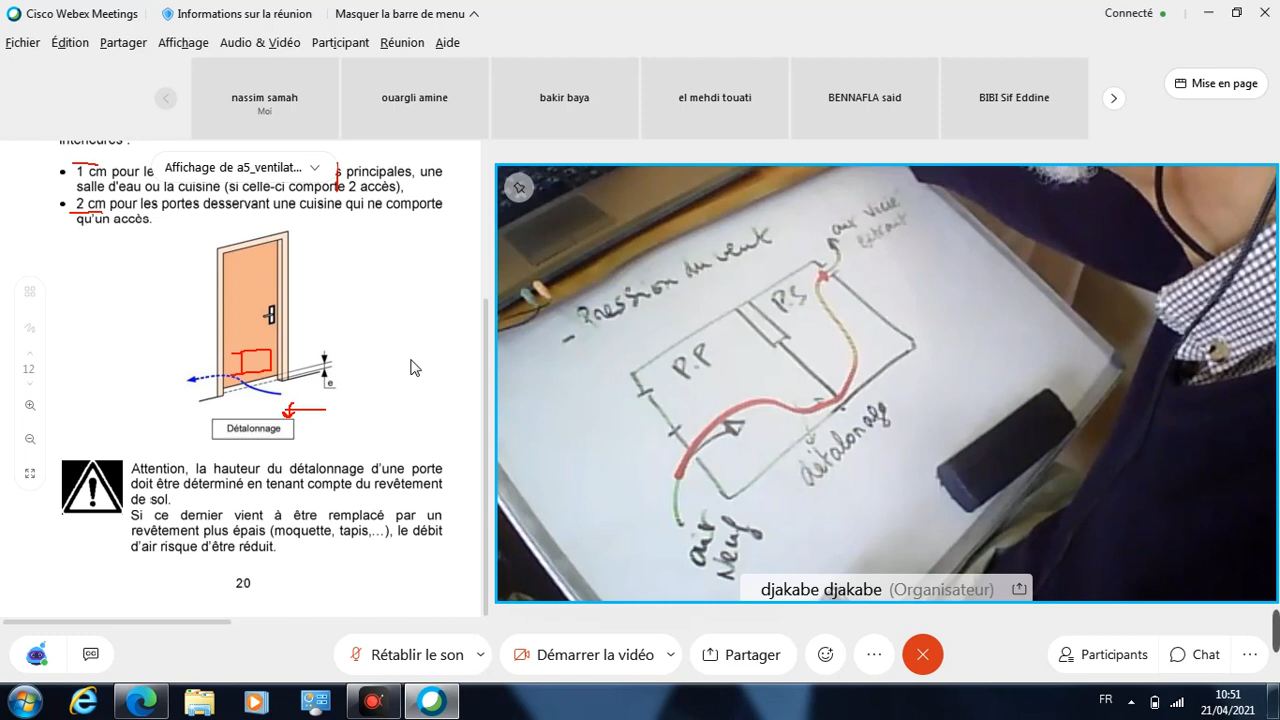 Cisco Webex Meetings
Informations sur la réunion
Masquer la barre de menu
Connecté
Fichier
Édition
Partager
Affichage
Audio & Vidéo
Participant
Réunion
Aide
nassim samah
Moi
ouargli amine
bakir baya
el mehdi touati
BENNAFLA said
BIBI Sif Eddine
Mise en page
intérieures :
Affichage de a5_ventilat...
• 1 cm pour le principales, une
salle d'eau ou la cuisine (si celle-ci comporte 2 accès),
• 2 cm pour les portes desservant une cuisine qui ne comporte
qu'un accès.
e
Détalonnage
12
Attention, la hauteur du détalonnage d'une porte
doit être déterminé en tenant compte du revêtement
de sol.
Si ce dernier vient à être remplacé par un
revêtement plus épais (moquette, tapis,...), le débit
d'air risque d'être réduit.
20
- Pression du vent
air
extrait
P.P
P.S
détalonage
air
Neuf
djakabe djakabe (Organisateur)
Rétablir le son
Démarrer la vidéo
Partager
Participants
Chat
CC
FR
10:51
21/04/2021